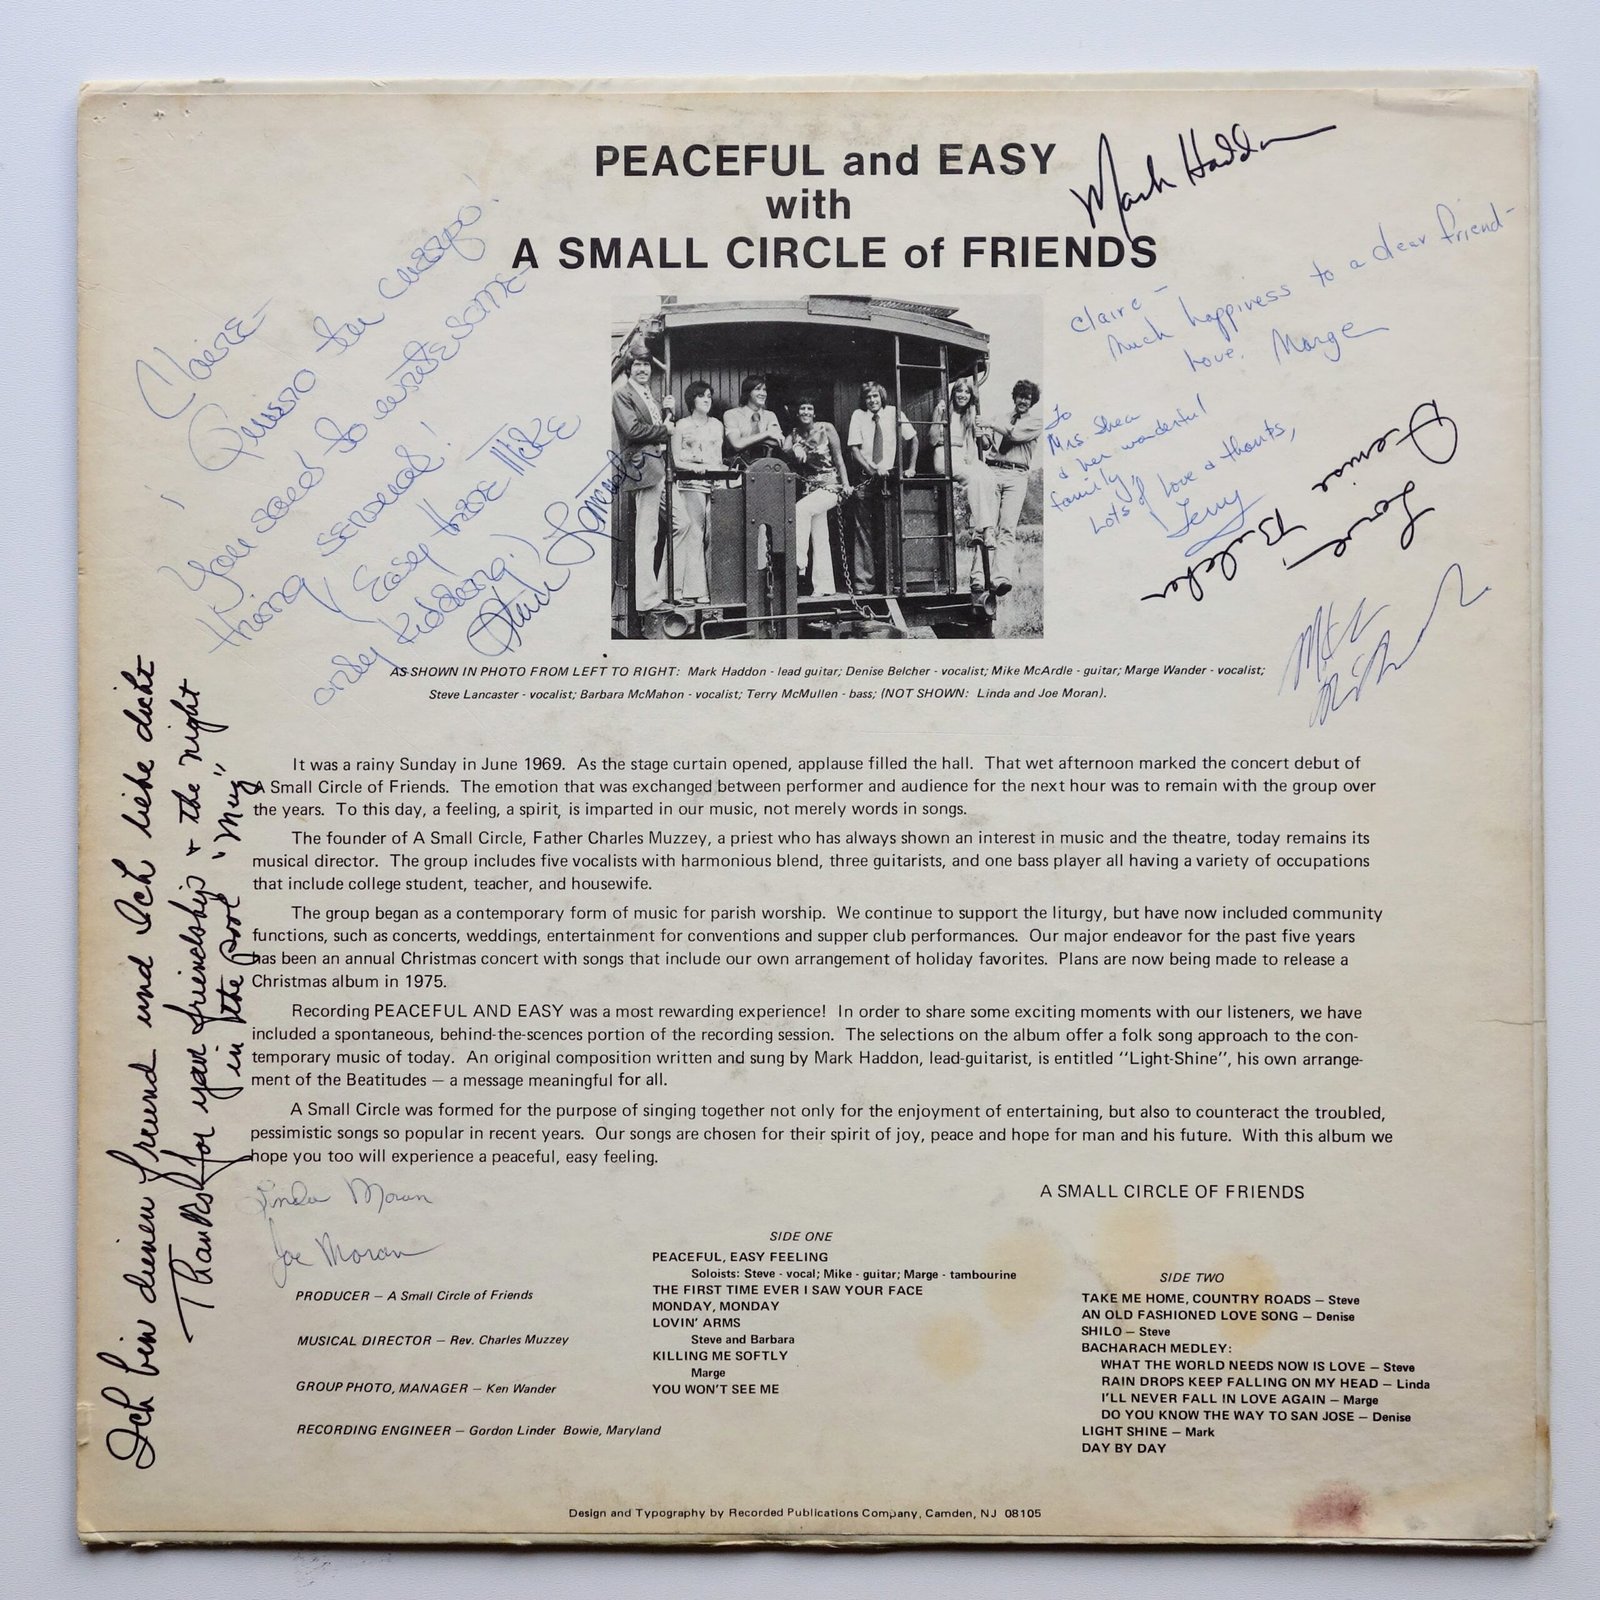 PEACEFUL and EASY
with
A SMALL CIRCLE of FRIENDS
Mark Haddon
Claire -
Much happiness to a dear friend -
Love, Marge
To
Mrs Shea
& her wonderful
family,
Lots of love & thanks,
Terry
Denise
Belcher
Claire -
¡Quiero tu cuerpo!
You said to write some-
thing sensual!
(Easy there Mike
only kidding!)
Linda Moran
Joe Moran
Ich bin dienen freund und Ich liebe dicht
Thanks for your friendship & the night
in the pool "Mug"
AS SHOWN IN PHOTO FROM LEFT TO RIGHT: Mark Haddon - lead guitar; Denise Belcher - vocalist; Mike McArdle - guitar; Marge Wander - vocalist;
Steve Lancaster - vocalist; Barbara McMahon - vocalist; Terry McMullen - bass; (NOT SHOWN: Linda and Joe Moran).
It was a rainy Sunday in June 1969. As the stage curtain opened, applause filled the hall. That wet afternoon marked the concert debut of
A Small Circle of Friends. The emotion that was exchanged between performer and audience for the next hour was to remain with the group over
the years. To this day, a feeling, a spirit, is imparted in our music, not merely words in songs.
The founder of A Small Circle, Father Charles Muzzey, a priest who has always shown an interest in music and the theatre, today remains its
musical director. The group includes five vocalists with harmonious blend, three guitarists, and one bass player all having a variety of occupations
that include college student, teacher, and housewife.
The group began as a contemporary form of music for parish worship. We continue to support the liturgy, but have now included community
functions, such as concerts, weddings, entertainment for conventions and supper club performances. Our major endeavor for the past five years
has been an annual Christmas concert with songs that include our own arrangement of holiday favorites. Plans are now being made to release a
Christmas album in 1975.
Recording PEACEFUL AND EASY was a most rewarding experience! In order to share some exciting moments with our listeners, we have
included a spontaneous, behind-the-scences portion of the recording session. The selections on the album offer a folk song approach to the con-
temporary music of today. An original composition written and sung by Mark Haddon, lead-guitarist, is entitled "Light-Shine", his own arrange-
ment of the Beatitudes — a message meaningful for all.
A Small Circle was formed for the purpose of singing together not only for the enjoyment of entertaining, but also to counteract the troubled,
pessimistic songs so popular in recent years. Our songs are chosen for their spirit of joy, peace and hope for man and his future. With this album we
hope you too will experience a peaceful, easy feeling.
A SMALL CIRCLE OF FRIENDS
PRODUCER — A Small Circle of Friends
MUSICAL DIRECTOR — Rev. Charles Muzzey
GROUP PHOTO, MANAGER — Ken Wander
RECORDING ENGINEER — Gordon Linder Bowie, Maryland
SIDE ONE
PEACEFUL, EASY FEELING
Soloists: Steve - vocal; Mike - guitar; Marge - tambourine
THE FIRST TIME EVER I SAW YOUR FACE
MONDAY, MONDAY
LOVIN' ARMS
Steve and Barbara
KILLING ME SOFTLY
Marge
YOU WON'T SEE ME
SIDE TWO
TAKE ME HOME, COUNTRY ROADS — Steve
AN OLD FASHIONED LOVE SONG — Denise
SHILO — Steve
BACHARACH MEDLEY:
WHAT THE WORLD NEEDS NOW IS LOVE — Steve
RAIN DROPS KEEP FALLING ON MY HEAD — Linda
I'LL NEVER FALL IN LOVE AGAIN — Marge
DO YOU KNOW THE WAY TO SAN JOSE — Denise
LIGHT SHINE — Mark
DAY BY DAY
Design and Typography by Recorded Publications Company, Camden, NJ 08105